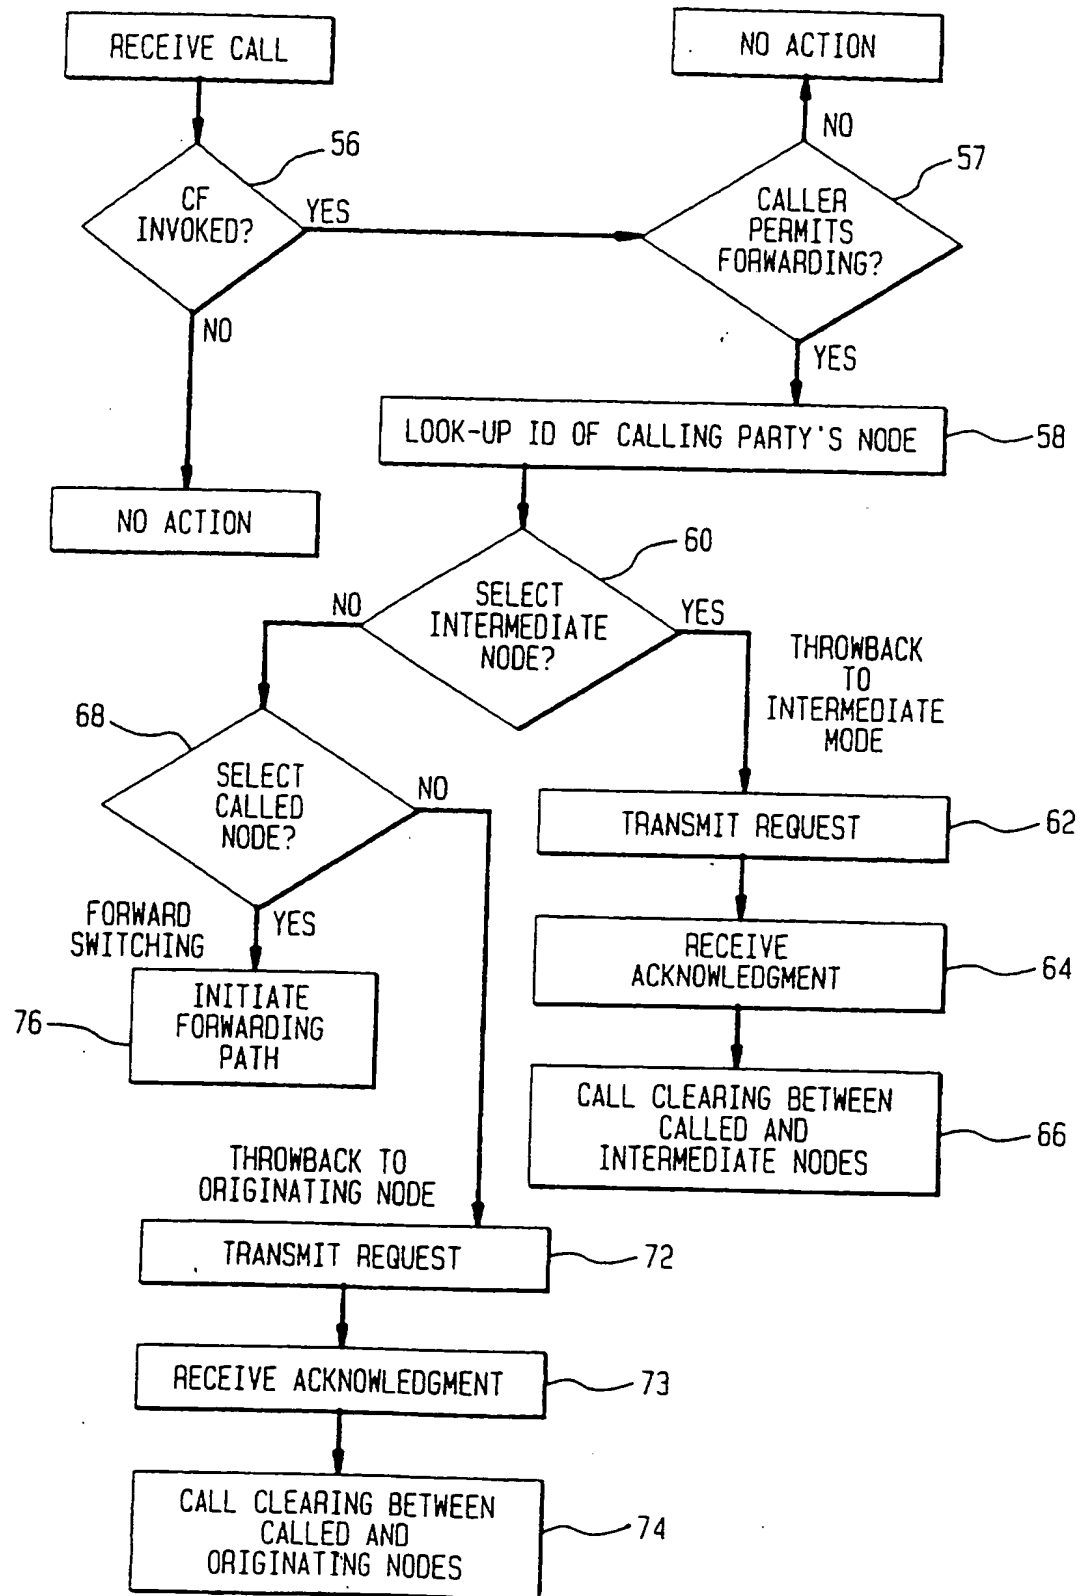 RECEIVE CALL
NO ACTION
NO
56
57
CF
INVOKED?
YES
CALLER
PERMITS
FORWARDING?
NO
YES
LOOK-UP ID OF CALLING PARTY'S NODE
58
NO ACTION
60
SELECT
INTERMEDIATE
NODE?
NO
YES
THROWBACK
TO
INTERMEDIATE
MODE
68
SELECT
CALLED
NODE?
NO
TRANSMIT REQUEST
62
FORWARD
SWITCHING
YES
RECEIVE
ACKNOWLEDGMENT
64
INITIATE
FORWARDING
PATH
76
CALL CLEARING BETWEEN
CALLED AND
INTERMEDIATE NODES
66
THROWBACK TO
ORIGINATING NODE
TRANSMIT REQUEST
72
RECEIVE ACKNOWLEDGMENT
73
CALL CLEARING BETWEEN
CALLED AND
ORIGINATING NODES
74